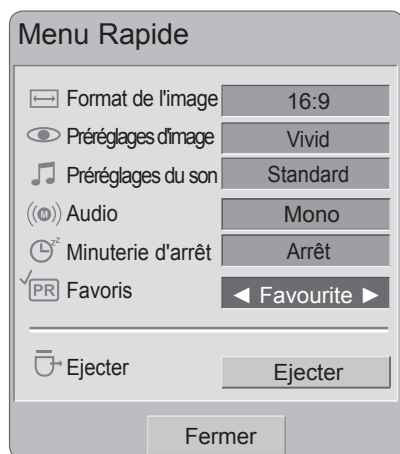 Menu Rapide
Format de l'image 16:9
Préréglages d'image Vivid
Préréglages du son Standard
((M)) Audio Mono
zz Minuterie d'arrêt Arrêt
PR Favoris ◄ Favourite ►
Ejecter Ejecter
Fermer